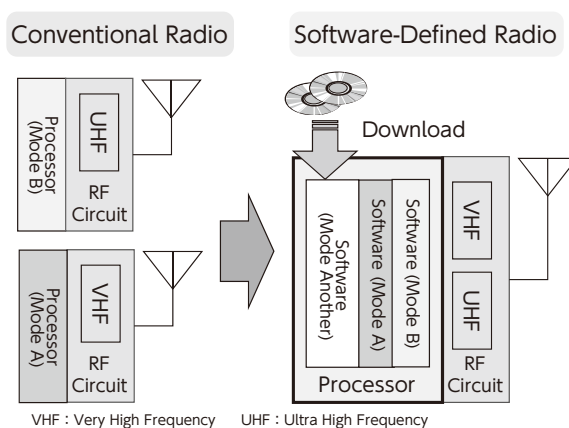 Conventional Radio
Processor
(Mode B)
UHF
RF
Circuit
Processor
(Mode A)
VHF
RF
Circuit
Software-Defined Radio
Download
Software
(Mode Another)
Software (Mode A)
Software (Mode B)
Processor
VHF
UHF
RF
Circuit
VHF：Very High Frequency UHF：Ultra High Frequency